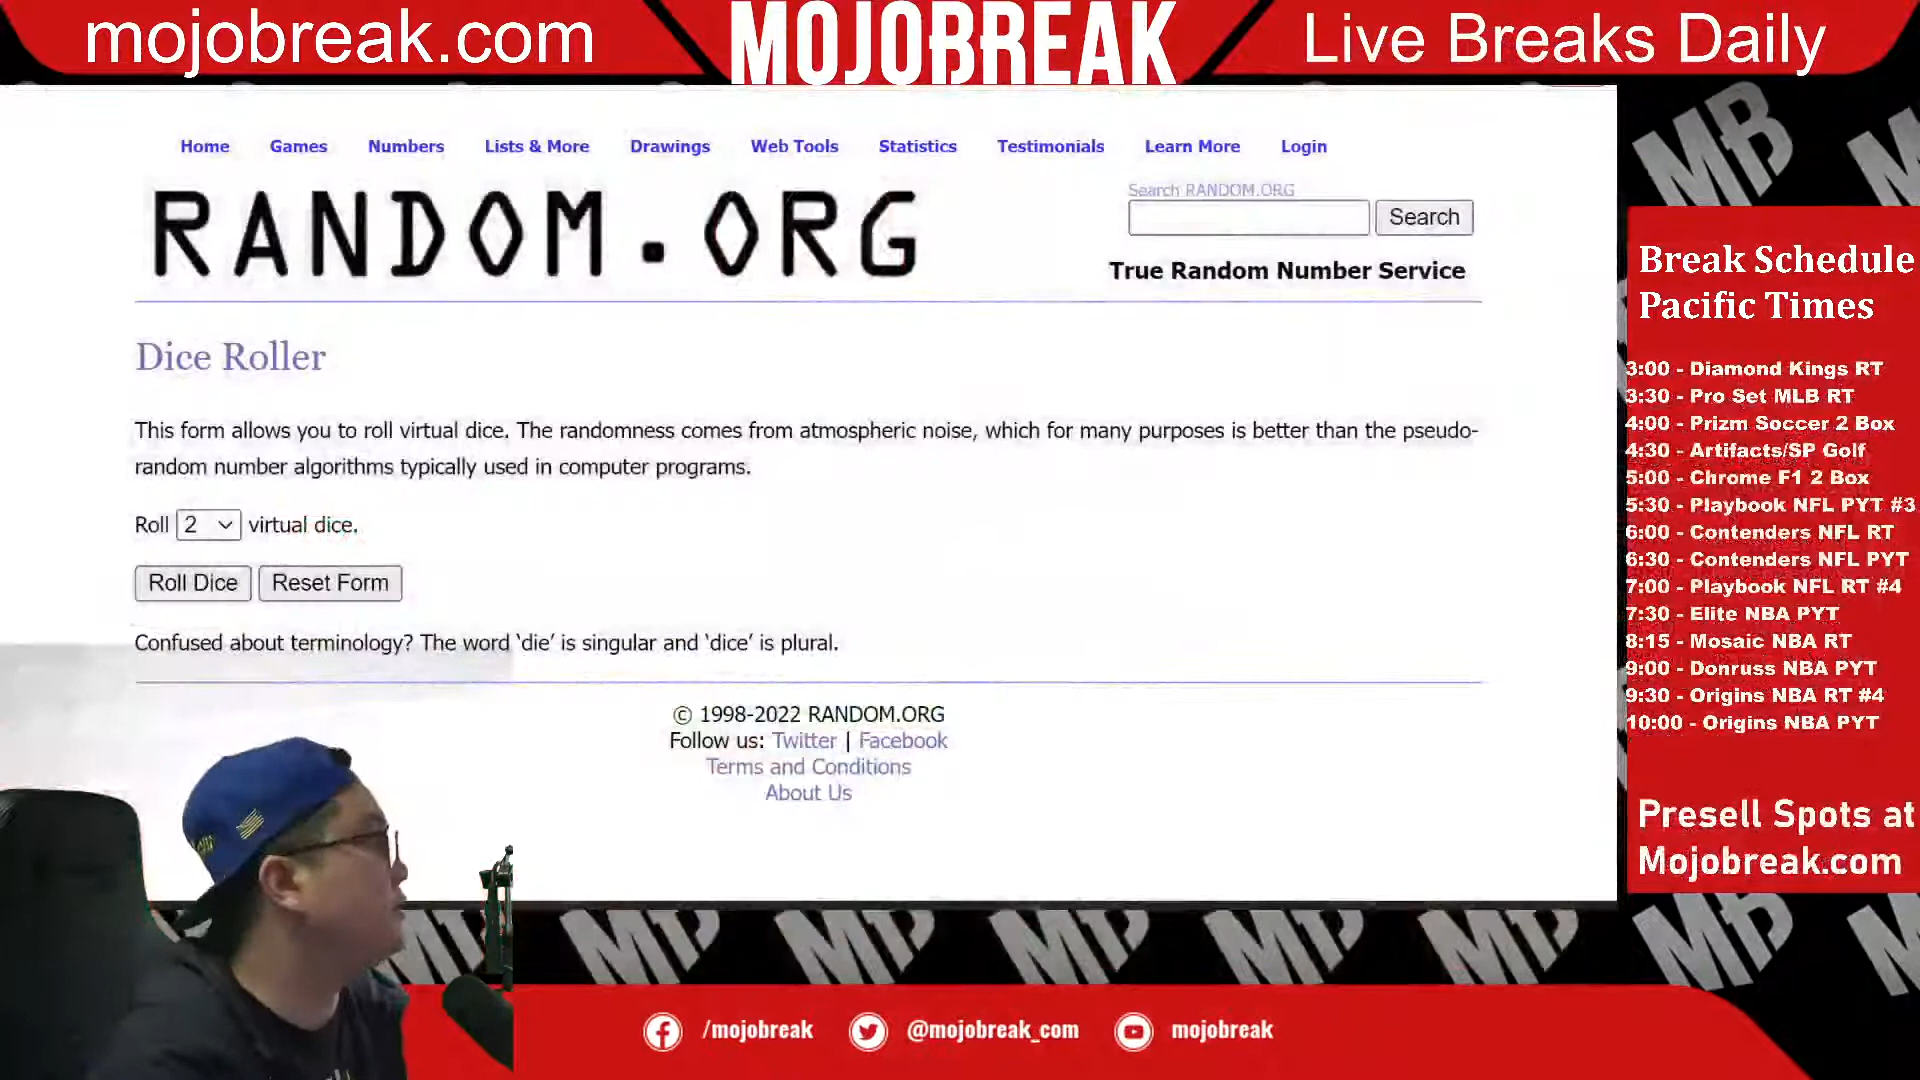 mojobreak.com
MOJOBREAK
Live Breaks Daily
Home Games Numbers Lists & More Drawings Web Tools Statistics Testimonials Learn More Login
RANDOM.ORG
Search RANDOM.ORG
Search
True Random Number Service
Dice Roller
This form allows you to roll virtual dice. The randomness comes from atmospheric noise, which for many purposes is better than the pseudo-
random number algorithms typically used in computer programs.
Roll 2 virtual dice.
Roll Dice Reset Form
Confused about terminology? The word ‘die’ is singular and ‘dice’ is plural.
© 1998-2022 RANDOM.ORG
Follow us: Twitter | Facebook
Terms and Conditions
About Us
Break Schedule
Pacific Times
3:00 - Diamond Kings RT
3:30 - Pro Set MLB RT
4:00 - Prizm Soccer 2 Box
4:30 - Artifacts/SP Golf
5:00 - Chrome F1 2 Box
5:30 - Playbook NFL PYT #3
6:00 - Contenders NFL RT
6:30 - Contenders NFL PYT
7:00 - Playbook NFL RT #4
7:30 - Elite NBA PYT
8:15 - Mosaic NBA RT
9:00 - Donruss NBA PYT
9:30 - Origins NBA RT #4
10:00 - Origins NBA PYT
Presell Spots at
Mojobreak.com
MB
MB MB MB MB MB MB
/mojobreak @mojobreak_com mojobreak